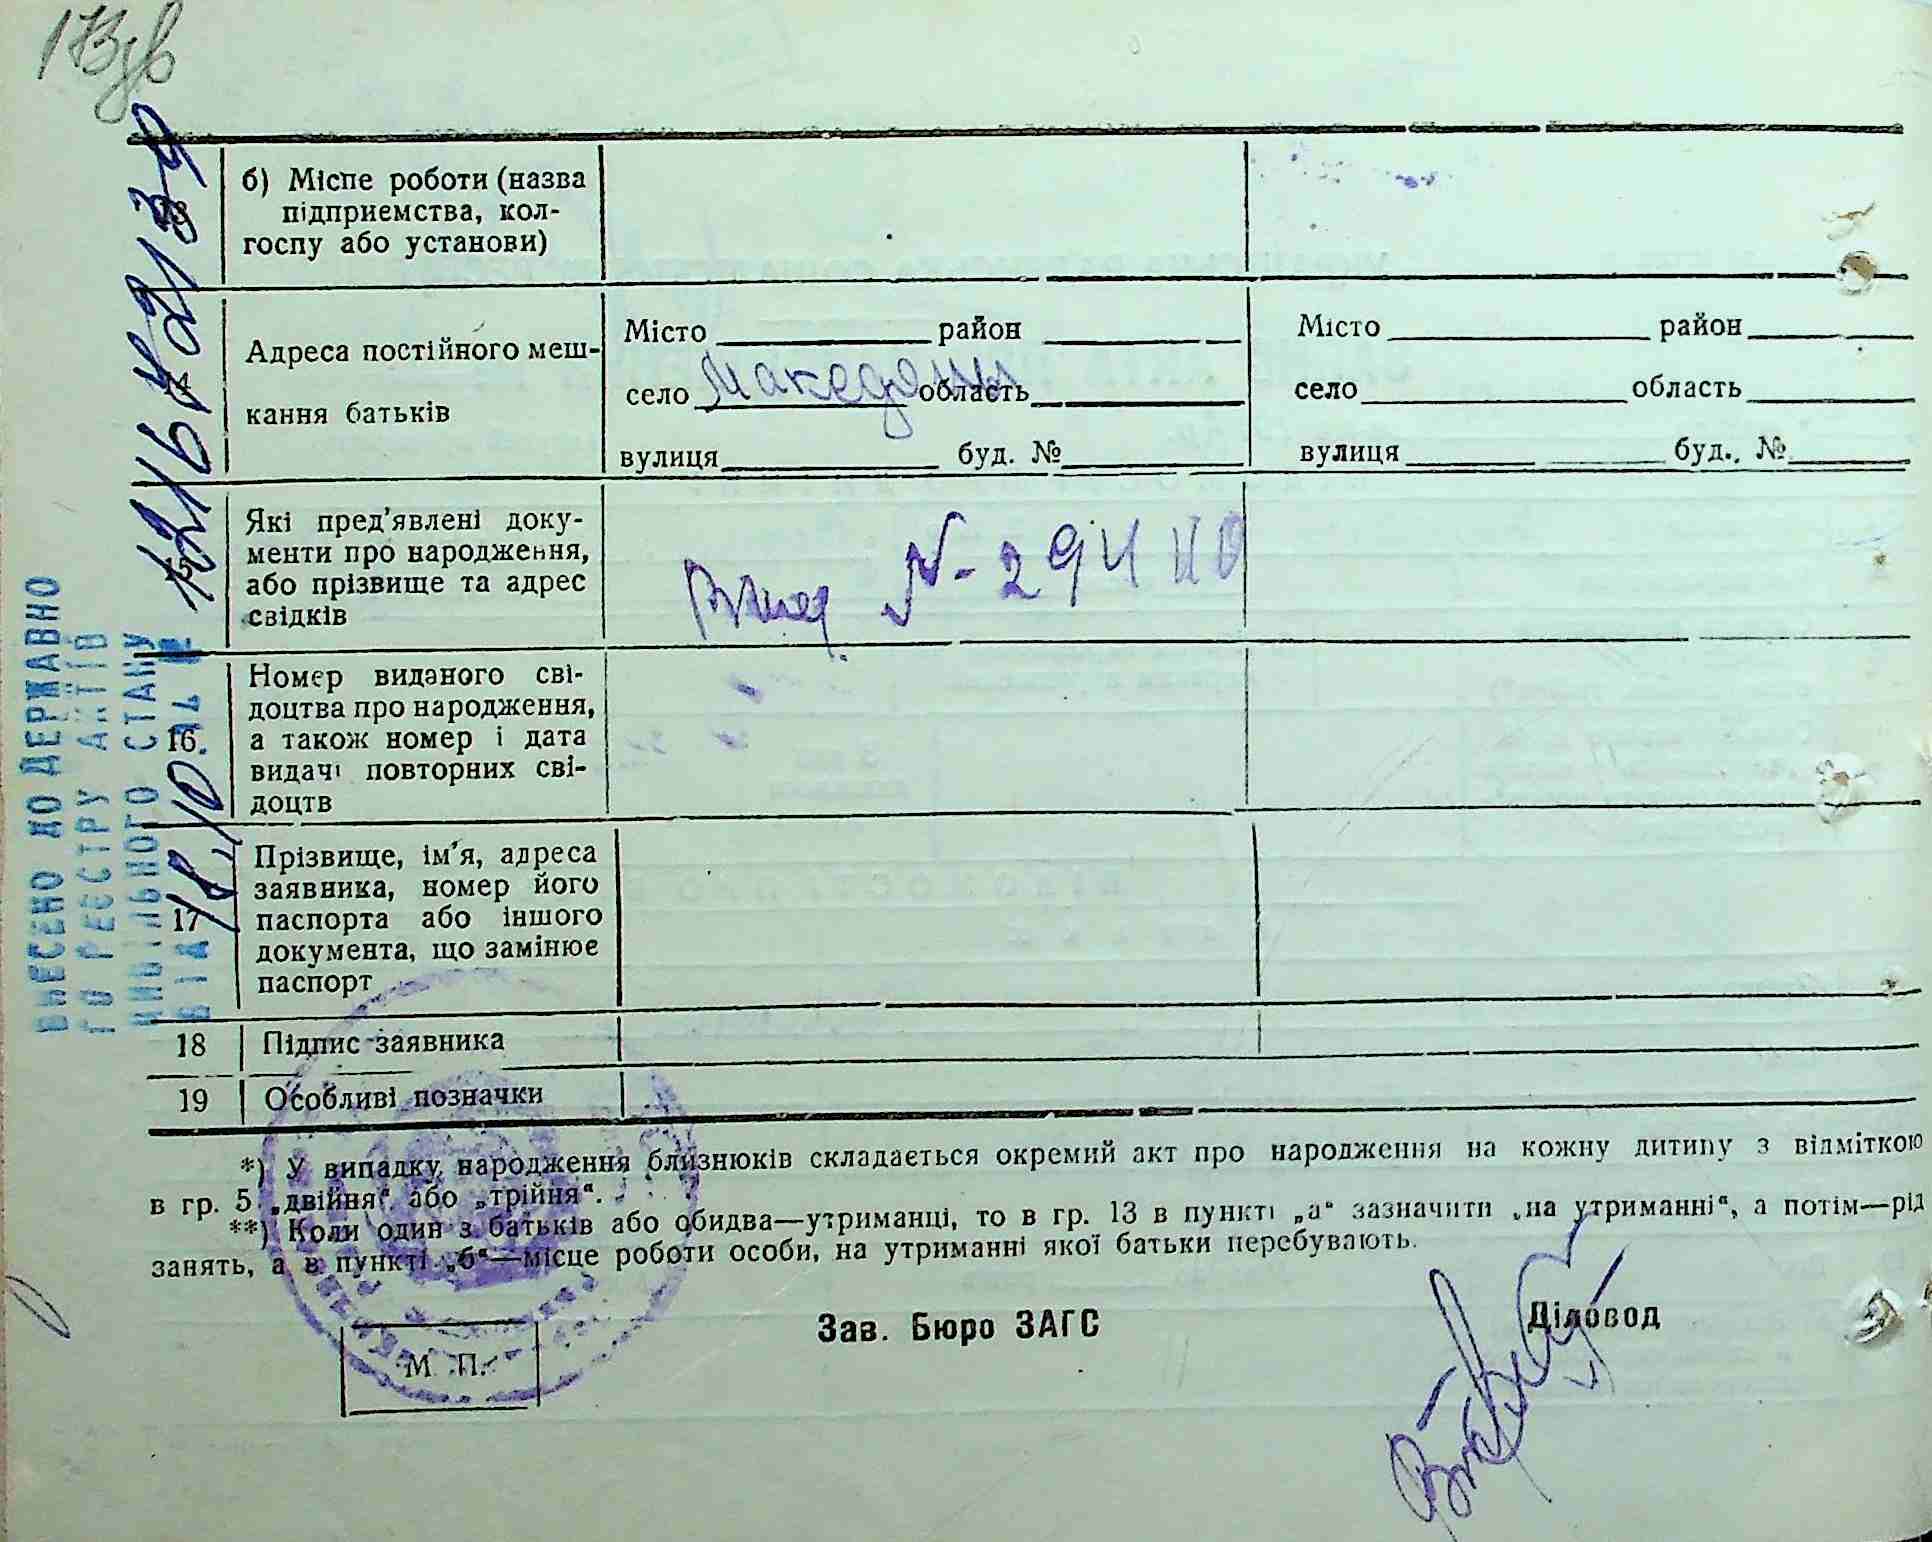 173зв
б) Місце роботи (назва
підприємства, кол-
госпу або установи)
14
Адреса постійного меш-
кання батьків
Місто район
село Македони область
вулиця буд. №
Місто район
село область
вулиця буд. №
15
Які пред'явлені доку-
менти про народження,
або прізвище та адрес
свідків
№ 294
16.
Номер виданого сві-
доцтва про народження,
а також номер і дата
видачі повторних сві-
доцтв
17
Прізвище, ім'я, адреса
заявника, номер його
паспорта або іншого
документа, що замінює
паспорт
18 Підпис заявника
19 Особливі позначки
*) У випадку народження близнюків складається окремий акт про народження на кожну дитину з відміткою
в гр. 5 „двійня“ або „трійня“.
**) Коли один з батьків або обидва—утриманці, то в гр. 13 в пункті „а“ зазначити „на утриманні“, а потім—рід
занять, а в пункті „б“—місце роботи особи, на утриманні якої батьки перебувають.
Зав. Бюро ЗАГС
Діловод
М. П.
ВНЕСЕНО ДО ДЕРЖАВНО
ГО РЕЄСТРУ АКТІВ
ЦИВІЛЬНОГО СТАНУ
ВІД